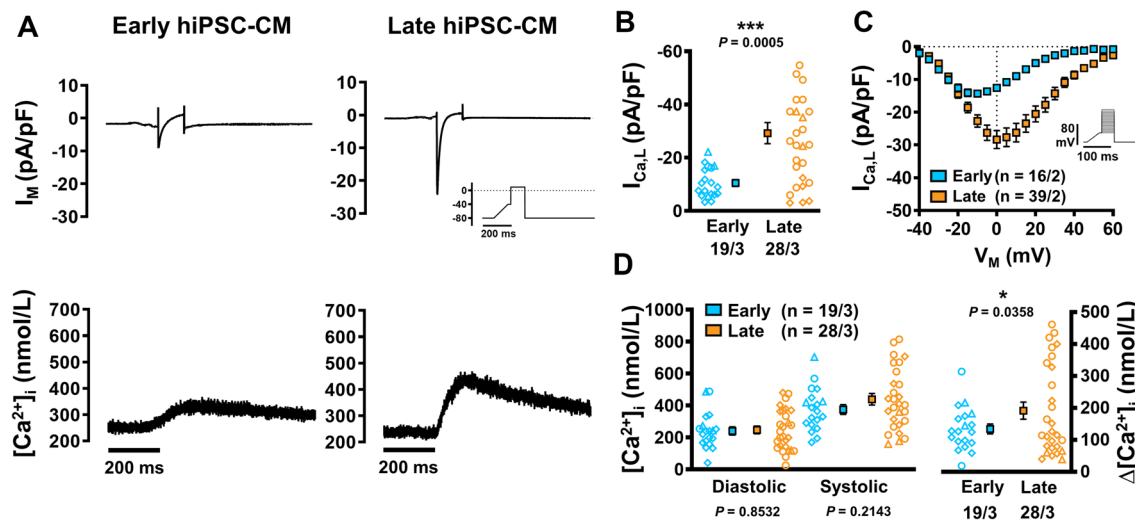 A
Early hiPSC-CM
Late hiPSC-CM
I_M (pA/pF)
10
0
-10
-20
-30
10
0
-10
-20
-30
0
-40
-80
200 ms
[Ca²⁺]ᵢ (nmol/L)
700
600
500
400
300
200
200 ms
700
600
500
400
300
200
200 ms
B
***
P = 0.0005
I_Ca,L (pA/pF)
-60
-40
-20
0
Early
19/3
Late
28/3
C
I_Ca,L (pA/pF)
0
-10
-20
-30
-40
-50
-40
-20
0
20
40
60
V_M (mV)
80
mV
100 ms
Early (n = 16/2)
Late (n = 39/2)
D
[Ca²⁺]ᵢ (nmol/L)
1000
800
600
400
200
0
Early (n = 19/3)
Late (n = 28/3)
Diastolic
P = 0.8532
Systolic
P = 0.2143
*
P = 0.0358
500
400
300
200
100
0
Δ[Ca²⁺]ᵢ (nmol/L)
Early
19/3
Late
28/3